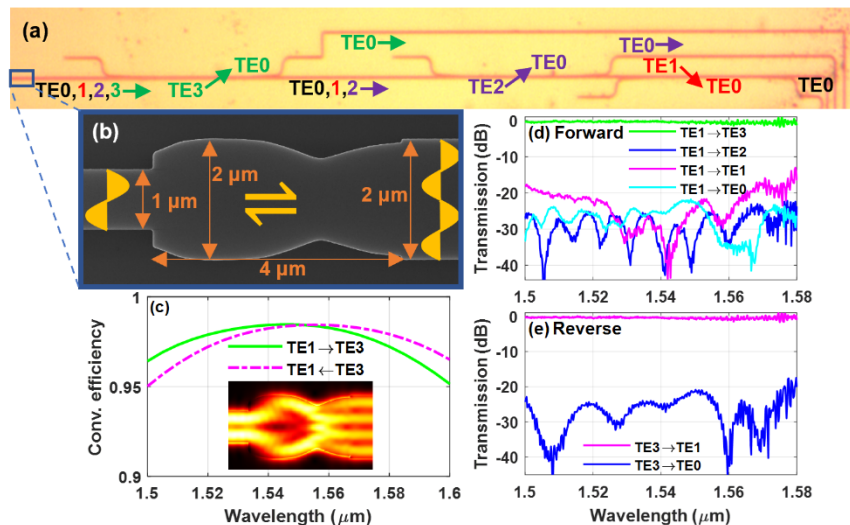 (a)
TE0
TE0
TE0
TE0
TE1
TE0,1,2,3
TE3
TE0,1,2
TE2
TE0
TE0
(b)
2 µm
1 µm
2 µm
4 µm
(c)
1
0.95
0.9
Conv. efficiency
TE1→TE3
TE1←TE3
1.5 1.52 1.54 1.56 1.58 1.6
Wavelength (µm)
(d) Forward
TE1→TE3
TE1→TE2
TE1→TE1
TE1→TE0
0
-10
-20
-30
-40
Transmission (dB)
1.5 1.52 1.54 1.56 1.58
(e) Reverse
0
-10
-20
-30
-40
Transmission (dB)
TE3→TE1
TE3→TE0
1.5 1.52 1.54 1.56 1.58
Wavelength (µm)